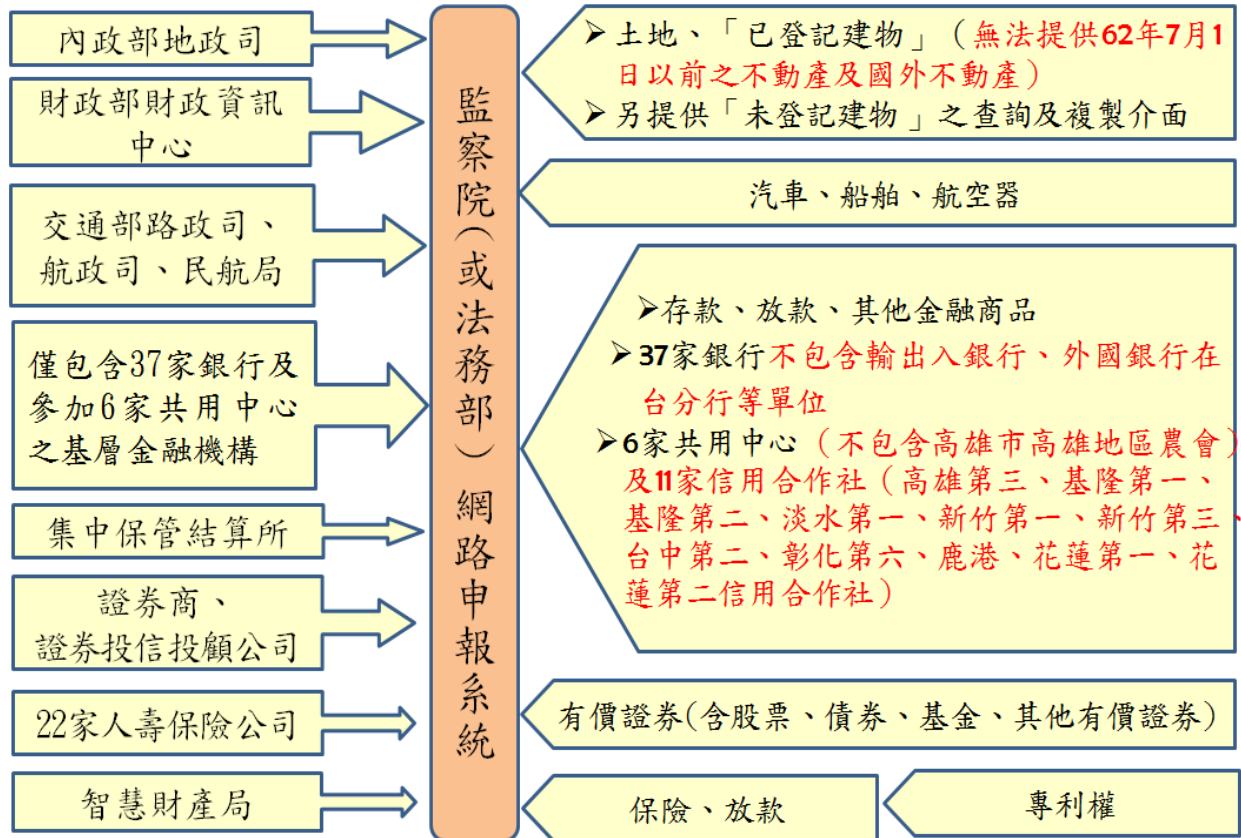 內政部地政司
財政部財政資訊
中心
交通部路政司、
航政司、民航局
僅包含37家銀行及
參加6家共用中心
之基層金融機構
集中保管結算所
證券商、
證券投信投顧公司
22家人壽保險公司
智慧財產局
監察院(或法務部)網路申報系統
➤土地、「已登記建物」(無法提供62年7月1
日以前之不動產及國外不動產)
➤另提供「未登記建物」之查詢及複製介面
汽車、船舶、航空器
➤存款、放款、其他金融商品
➤37家銀行不包含輸出入銀行、外國銀行在
台分行等單位
➤6家共用中心(不包含高雄市高雄地區農會)
及11家信用合作社(高雄第三、基隆第一、
基隆第二、淡水第一、新竹第一、新竹第三、
台中第二、彰化第六、鹿港、花蓮第一、花
蓮第二信用合作社)
有價證券(含股票、債券、基金、其他有價證券)
保險、放款
專利權